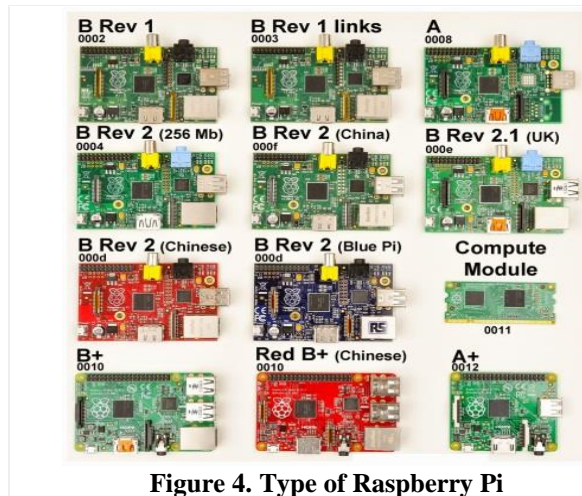 B Rev 1
0002
B Rev 1 links
0003
A
0008
B Rev 2 (256 Mb)
0004
B Rev 2 (China)
000f
B Rev 2.1 (UK)
000e
B Rev 2 (Chinese)
000d
B Rev 2 (Blue Pi)
000d
RS
Compute
Module
0011
B+
0010
Red B+ (Chinese)
0010
A+
0012
Figure 4. Type of Raspberry Pi